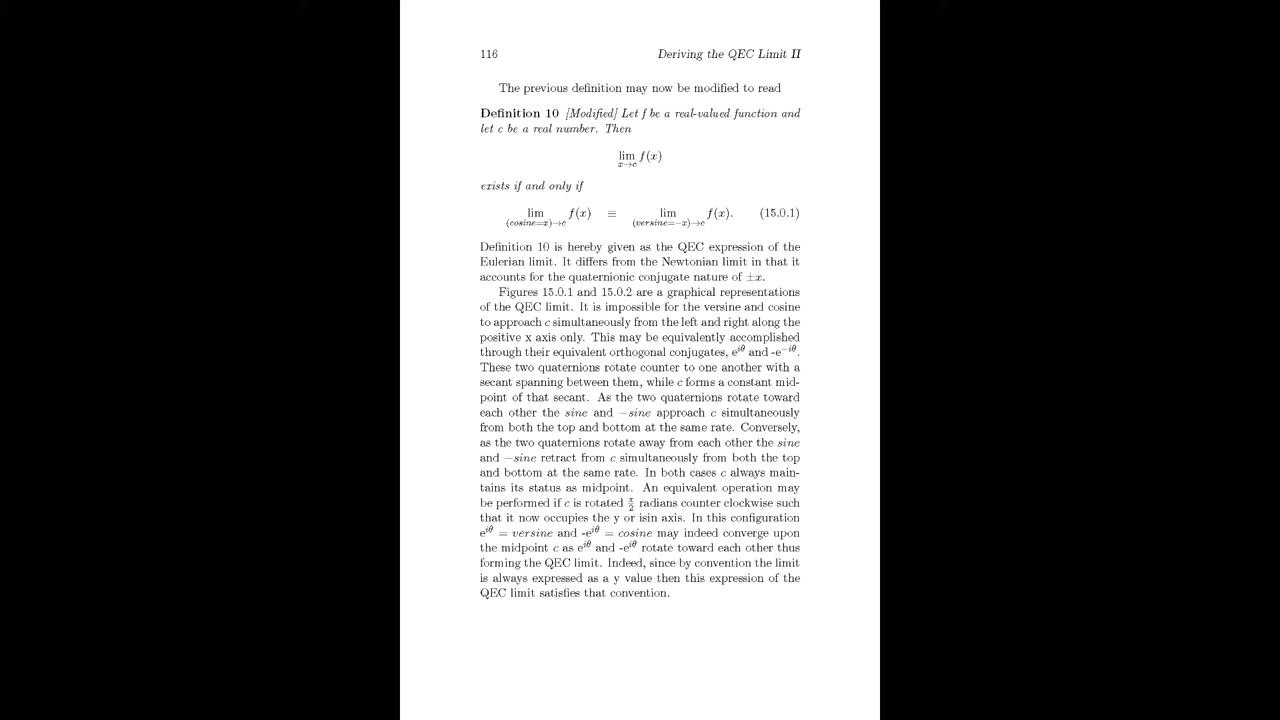 116 Deriving the QEC Limit II
The previous definition may now be modified to read
Definition 10 [Modified] Let f be a real-valued function and
let c be a real number. Then
lim f(x)
x→c
exists if and only if
lim f(x) ≡ lim f(x). (15.0.1)
(cosine=x)→c (versine=−x)→c
Definition 10 is hereby given as the QEC expression of the
Eulerian limit. It differs from the Newtonian limit in that it
accounts for the quaternionic conjugate nature of ±x.
Figures 15.0.1 and 15.0.2 are a graphical representations
of the QEC limit. It is impossible for the versine and cosine
to approach c simultaneously from the left and right along the
positive x axis only. This may be equivalently accomplished
through their equivalent orthogonal conjugates, e^{iθ} and -e^{−iθ}.
These two quaternions rotate counter to one another with a
secant spanning between them, while c forms a constant mid-
point of that secant. As the two quaternions rotate toward
each other the sine and −sine approach c simultaneously
from both the top and bottom at the same rate. Conversely,
as the two quaternions rotate away from each other the sine
and −sine retract from c simultaneously from both the top
and bottom at the same rate. In both cases c always main-
tains its status as midpoint. An equivalent operation may
be performed if c is rotated π/2 radians counter clockwise such
that it now occupies the y or isin axis. In this configuration
e^{iθ} = versine and -e^{iθ} = cosine may indeed converge upon
the midpoint c as e^{iθ} and -e^{iθ} rotate toward each other thus
forming the QEC limit. Indeed, since by convention the limit
is always expressed as a y value then this expression of the
QEC limit satisfies that convention.